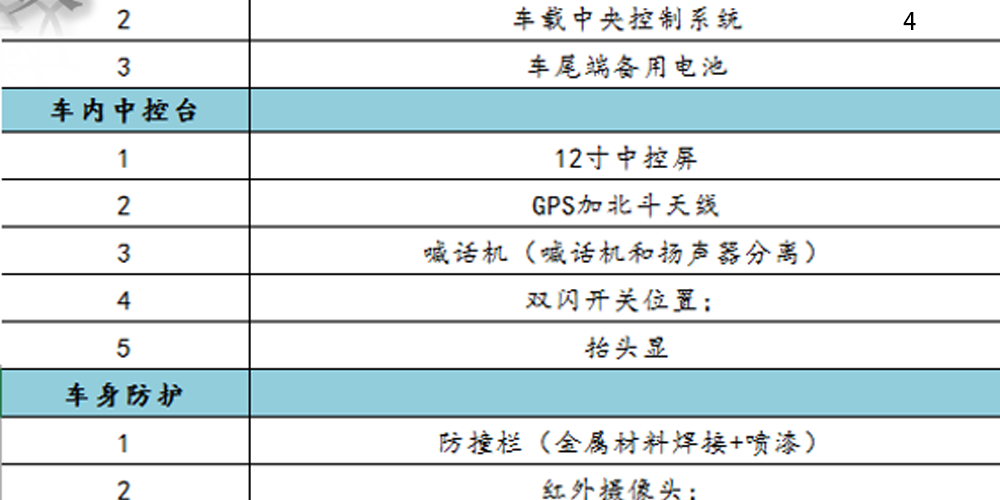 2 车载中央控制系统 4
3 车尾端备用电池
车内中控台
1 12寸中控屏
2 GPS加北斗天线
3 喊话机（喊话机和扬声器分离）
4 双闪开关位置；
5 抬头显
车身防护
1 防撞栏（金属材料焊接+喷漆）
2 红外摄像头；